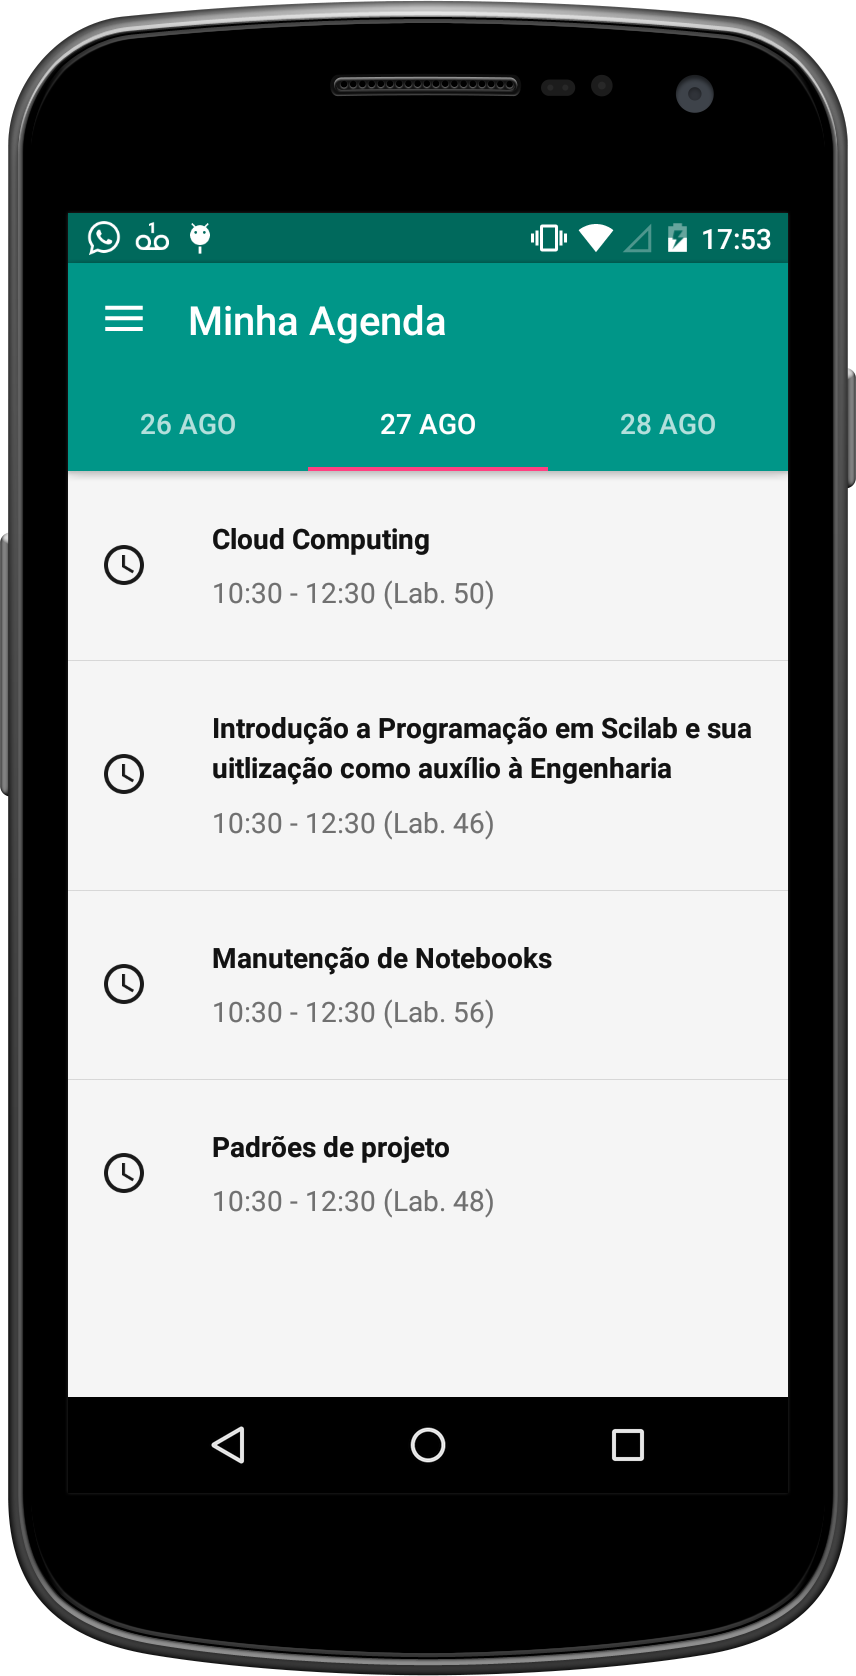 1
17:53
Minha Agenda
26 AGO 27 AGO 28 AGO
Cloud Computing
10:30 - 12:30 (Lab. 50)
Introdução a Programação em Scilab e sua
uitlização como auxílio à Engenharia
10:30 - 12:30 (Lab. 46)
Manutenção de Notebooks
10:30 - 12:30 (Lab. 56)
Padrões de projeto
10:30 - 12:30 (Lab. 48)